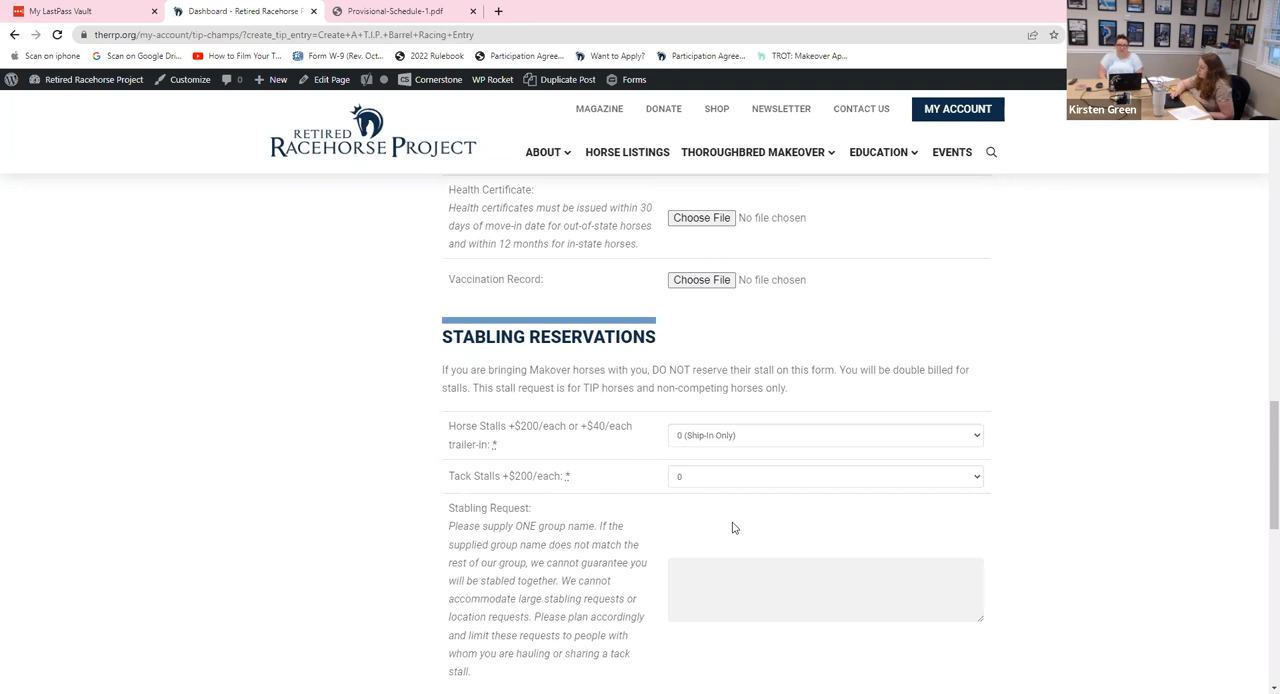 My LastPass Vault
Dashboard - Retired Racehorse P
Provisional-Schedule-1.pdf
therrp.org/my-account/tip-champs/?create_tip_entry=Create+A+T.I.P.+Barrel+Racing+Entry
Scan on iphone
Scan on Google Dri...
How to Film Your T...
Form W-9 (Rev. Oct...
2022 Rulebook
Participation Agree...
Want to Apply?
Participation Agree...
TROT: Makeover Ap...
Retired Racehorse Project
Customize
0
New
Edit Page
Cornerstone
WP Rocket
Duplicate Post
Forms
Kirsten Green
RETIRED
RACEHORSE PROJECT
MAGAZINE
DONATE
SHOP
NEWSLETTER
CONTACT US
MY ACCOUNT
ABOUT
HORSE LISTINGS
THOROUGHBRED MAKEOVER
EDUCATION
EVENTS
Health Certificate:
Health certificates must be issued within 30
days of move-in date for out-of-state horses
and within 12 months for in-state horses.
Choose File No file chosen
Vaccination Record:
Choose File No file chosen
STABLING RESERVATIONS
If you are bringing Makover horses with you, DO NOT reserve their stall on this form. You will be double billed for
stalls. This stall request is for TIP horses and non-competing horses only.
Horse Stalls +$200/each or +$40/each
trailer-in: *
0 (Ship-In Only)
Tack Stalls +$200/each: *
0
Stabling Request:
Please supply ONE group name. If the
supplied group name does not match the
rest of our group, we cannot guarantee you
will be stabled together. We cannot
accommodate large stabling requests or
location requests. Please plan accordingly
and limit these requests to people with
whom you are hauling or sharing a tack
stall.